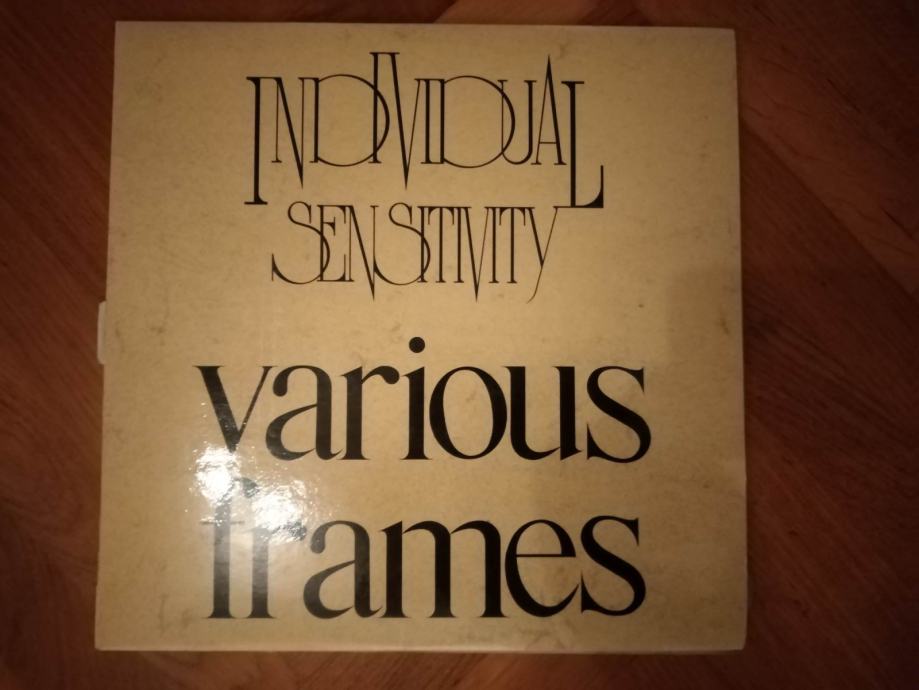 INDIVIDUAL
SENSITIVITY
various
frames